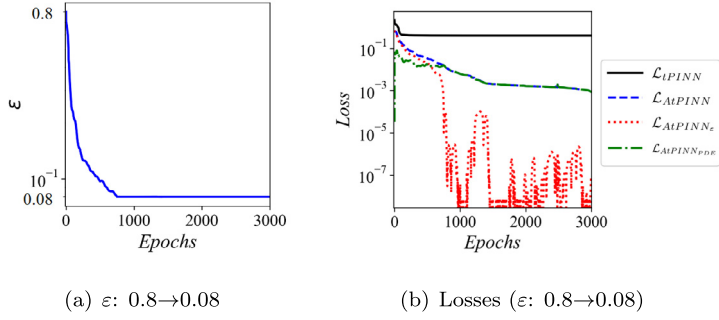 0.8
ε
10⁻¹
0.08
0
1000
2000
3000
Epochs
(a) ε: 0.8→0.08
10⁻¹
10⁻³
10⁻⁵
10⁻⁷
Loss
0
1000
2000
3000
Epochs
(b) Losses (ε: 0.8→0.08)
ℒ_tPINN
ℒ_AtPINN
ℒ_AtPINN_ε
ℒ_AtPINN_PDE